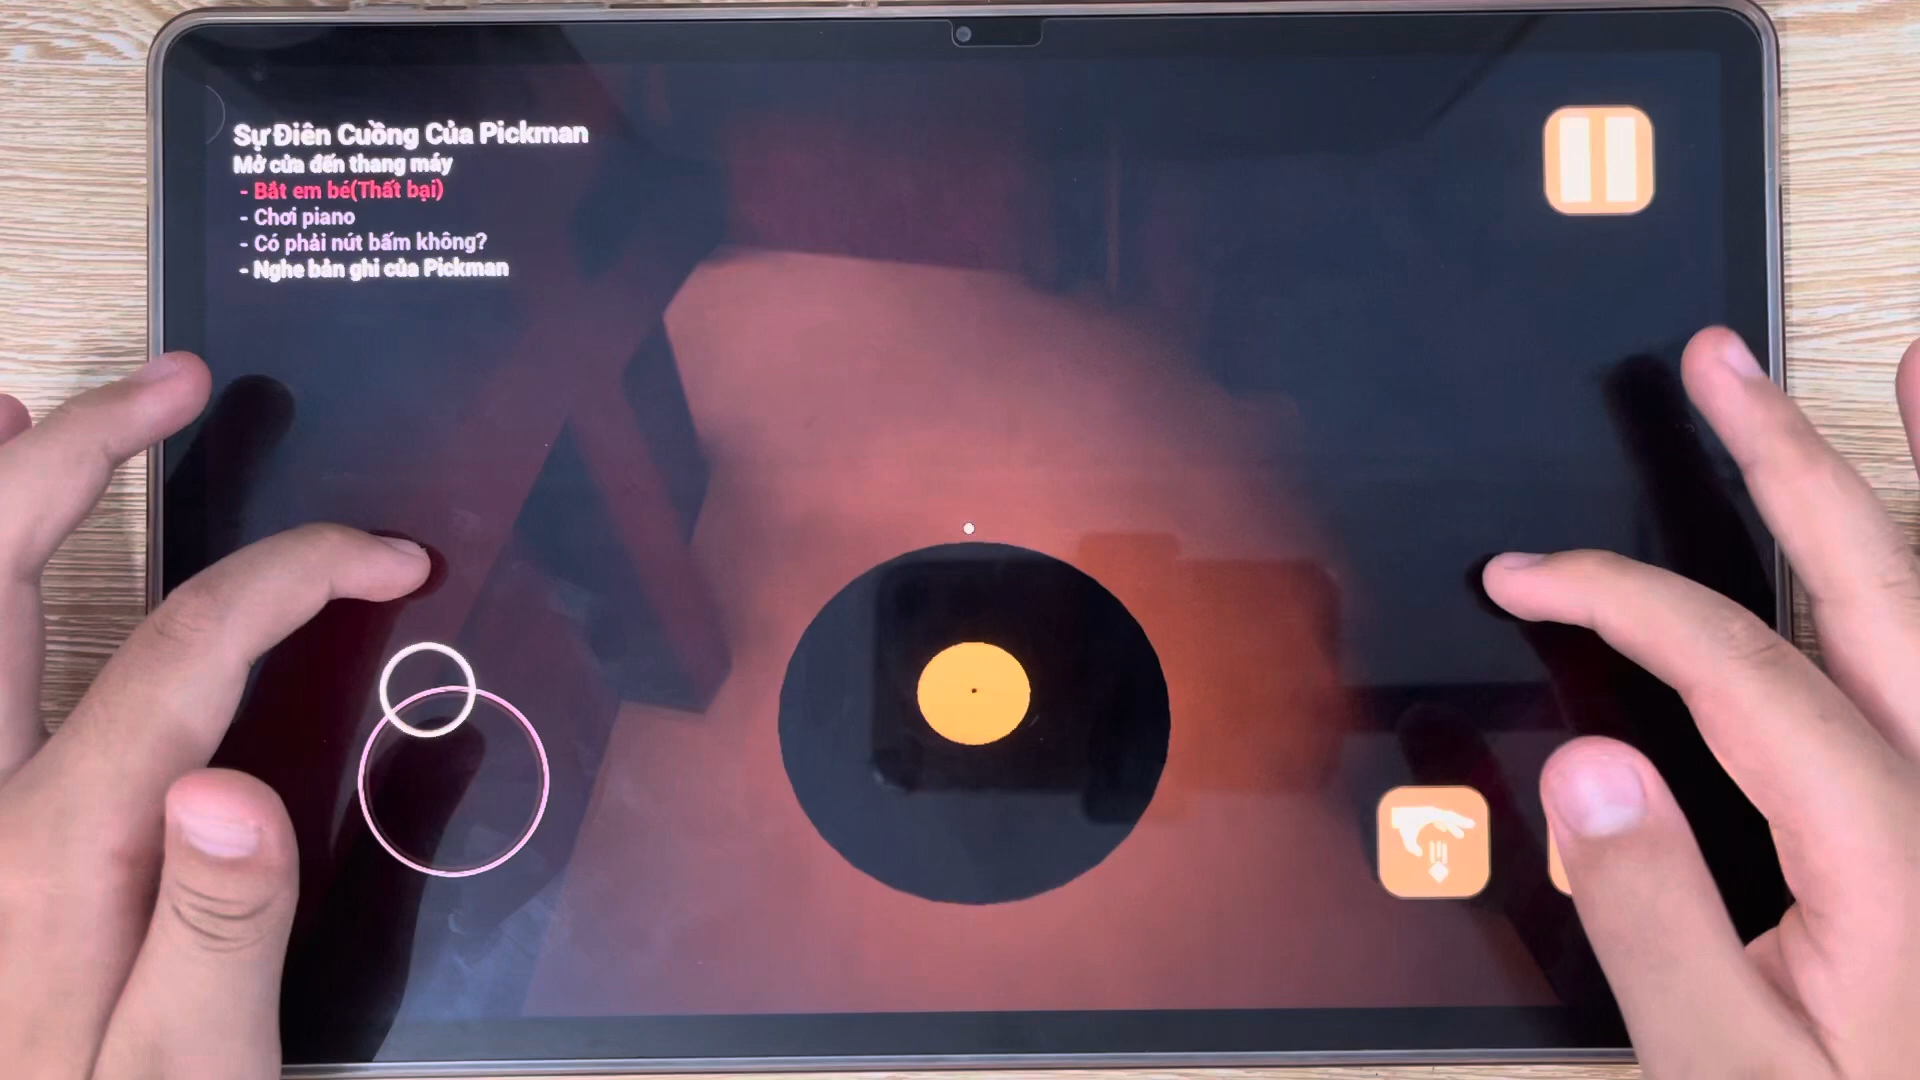 Sự Điên Cuồng Của Pickman
Mở cửa đến thang máy
- Bắt em bé(Thất bại)
- Chơi piano
- Có phải nút bấm không?
- Nghe bản ghi của Pickman